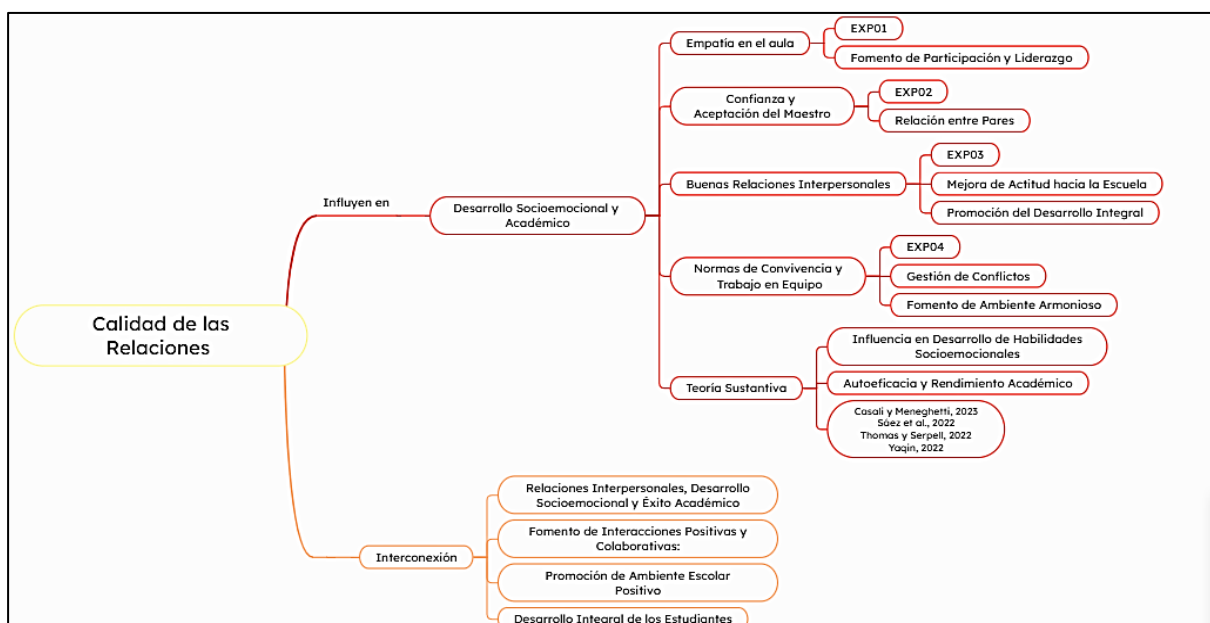 Calidad de las
Relaciones
Influyen en
Desarrollo Socioemocional y
Académico
Empatía en el aula
EXP01
Fomento de Participación y Liderazgo
Confianza y
Aceptación del Maestro
EXP02
Relación entre Pares
Buenas Relaciones Interpersonales
EXP03
Mejora de Actitud hacia la Escuela
Promoción del Desarrollo Integral
Normas de Convivencia y
Trabajo en Equipo
EXP04
Gestión de Conflictos
Fomento de Ambiente Armonioso
Teoría Sustantiva
Influencia en Desarrollo de Habilidades
Socioemocionales
Autoeficacia y Rendimiento Académico
Casali y Meneghetti, 2023
Sáez et al., 2022
Thomas y Serpell, 2022
Yaqin, 2022
Interconexión
Relaciones Interpersonales, Desarrollo
Socioemocional y Éxito Académico
Fomento de Interacciones Positivas y
Colaborativas:
Promoción de Ambiente Escolar
Positivo
Desarrollo Integral de los Estudiantes